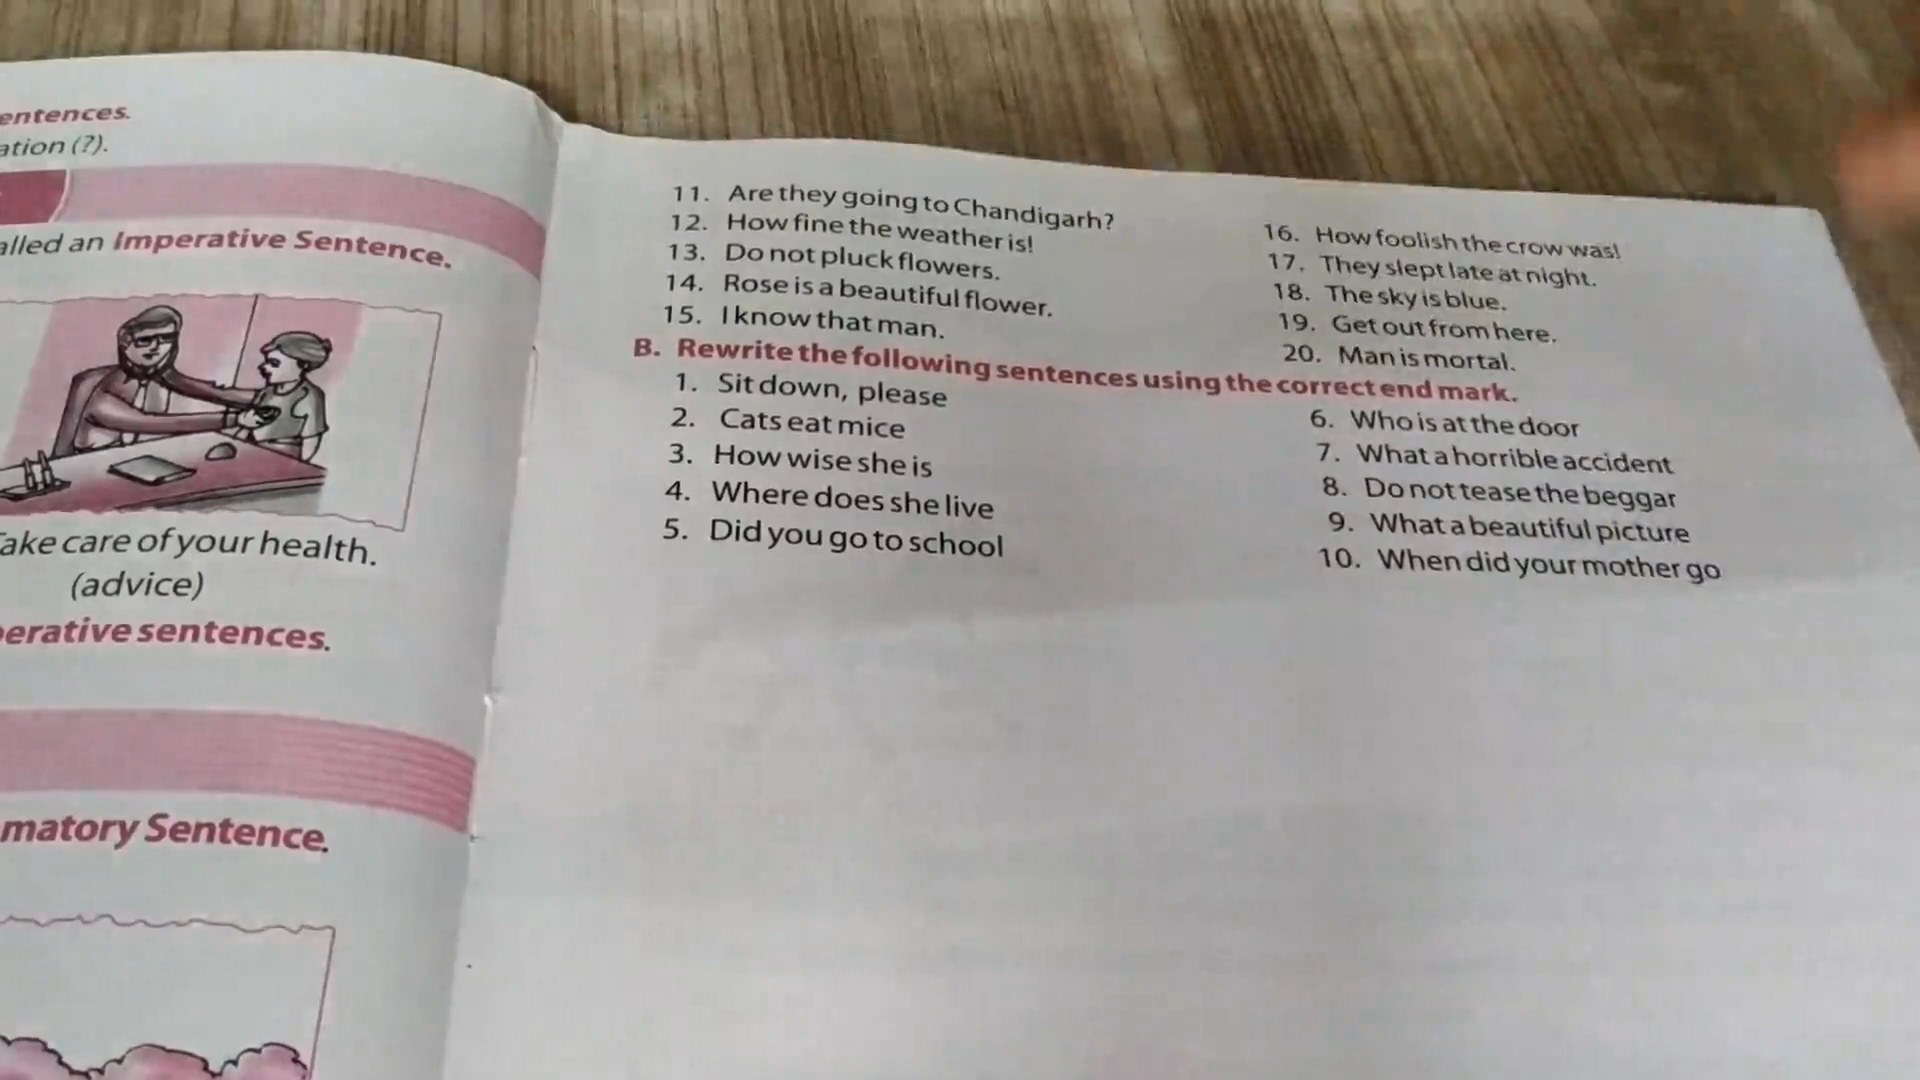 entences.
ation (?).
alled an Imperative Sentence.
Take care of your health.
(advice)
perative sentences.
matory Sentence.
11. Are they going to Chandigarh?
12. How fine the weather is!
13. Do not pluck flowers.
14. Rose is a beautiful flower.
15. I know that man.
16. How foolish the crow was!
17. They slept late at night.
18. The sky is blue.
19. Get out from here.
20. Man is mortal.
B. Rewrite the following sentences using the correct end mark.
1. Sit down, please
2. Cats eat mice
3. How wise she is
4. Where does she live
5. Did you go to school
6. Who is at the door
7. What a horrible accident
8. Do not tease the beggar
9. What a beautiful picture
10. When did your mother go